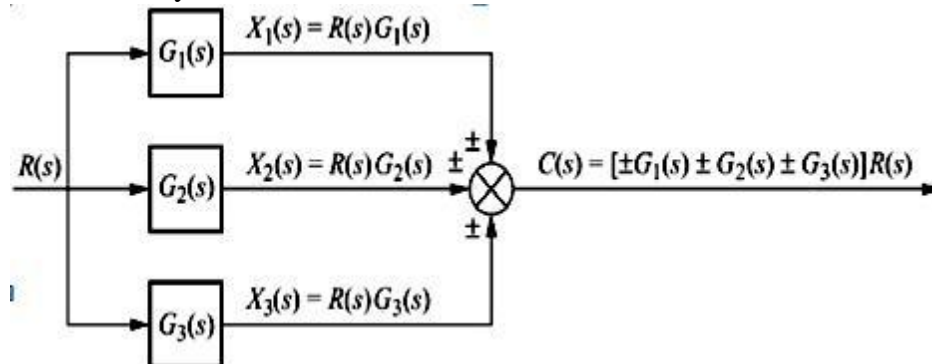 X₁(s) = R(s)G₁(s)
G₁(s)
±
R(s)
X₂(s) = R(s)G₂(s)
±
C(s) = [±G₁(s) ± G₂(s) ± G₃(s)]R(s)
G₂(s)
±
X₃(s) = R(s)G₃(s)
G₃(s)